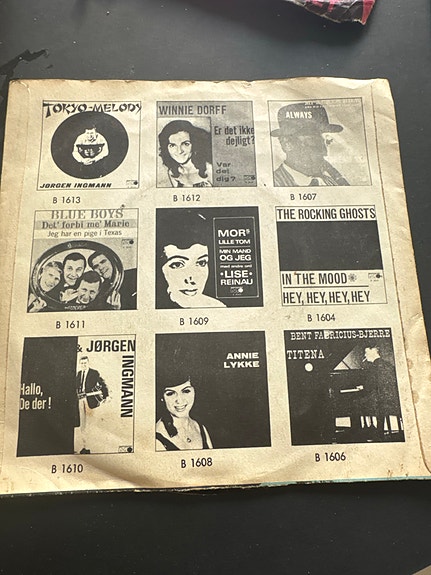 TOKYO-MELODY
JØRGEN INGMANN
B 1613
WINNIE DORFF
Er det ikke
dejligt?
Var
det
dig?
B 1612
ALWAYS
B 1607
BLUE BOYS
Det' forbi me' Marie
Jeg har en pige i Texas
B 1611
MOR'S
LILLE TOM
MIN MAND
OG JEG
med andre ord
•LISE•
REINAU
B 1609
THE ROCKING GHOSTS
IN THE MOOD
HEY, HEY, HEY, HEY
B 1604
& JØRGEN
INGMANN
Hallo,
De der!
B 1610
ANNIE
LYKKE
B 1608
BENT FABRICIUS-BJERRE
TITENA
B 1606